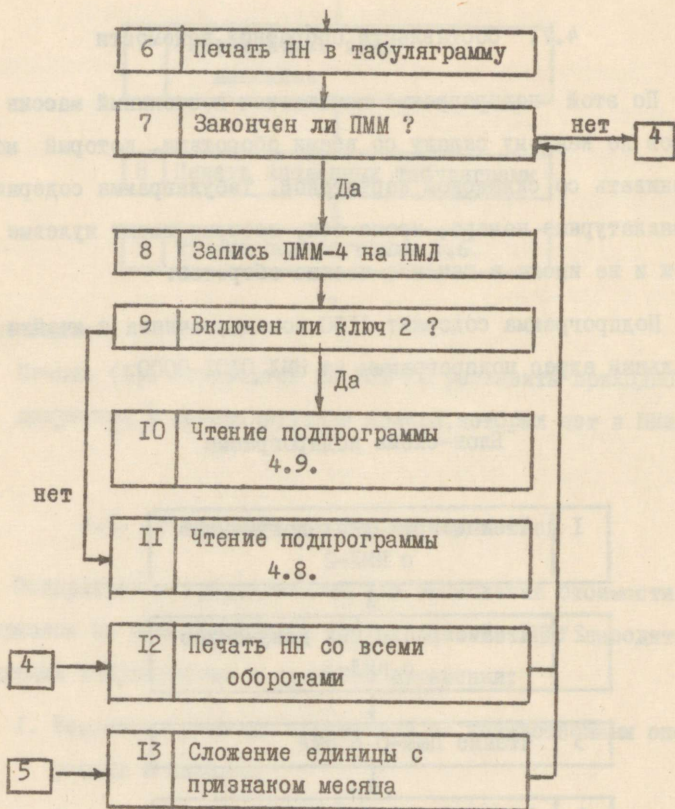 6 Печать НН в табуляграмму
7 Закончен ли ПММ ?
нет 4
Да
8 Запись ПММ-4 на НМЛ
9 Включен ли ключ 2 ?
Да
I0 Чтение подпрограммы
4.9.
нет
II Чтение подпрограммы
4.8.
4
I2 Печать НН со всеми
оборотами
5
I3 Сложение единицы с
признаком месяца